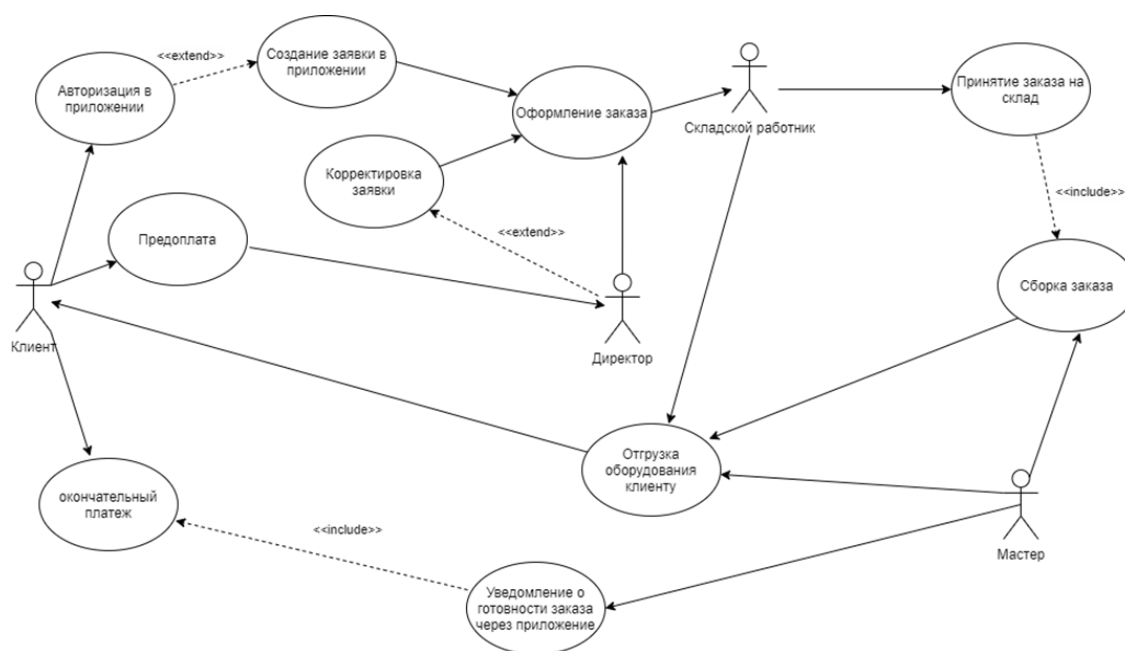 <<extend>>
Создание заявки в
приложении
Авторизация в
приложении
Оформление заказа
Складской работник
Принятие заказа на
склад
Корректировка
заявки
<<include>>
<<extend>>
Предоплата
Сборка заказа
Клиент
Директор
Отгрузка
оборудования
клиенту
окончательный
платеж
<<include>>
Мастер
Уведомление о
готовности заказа
через приложение